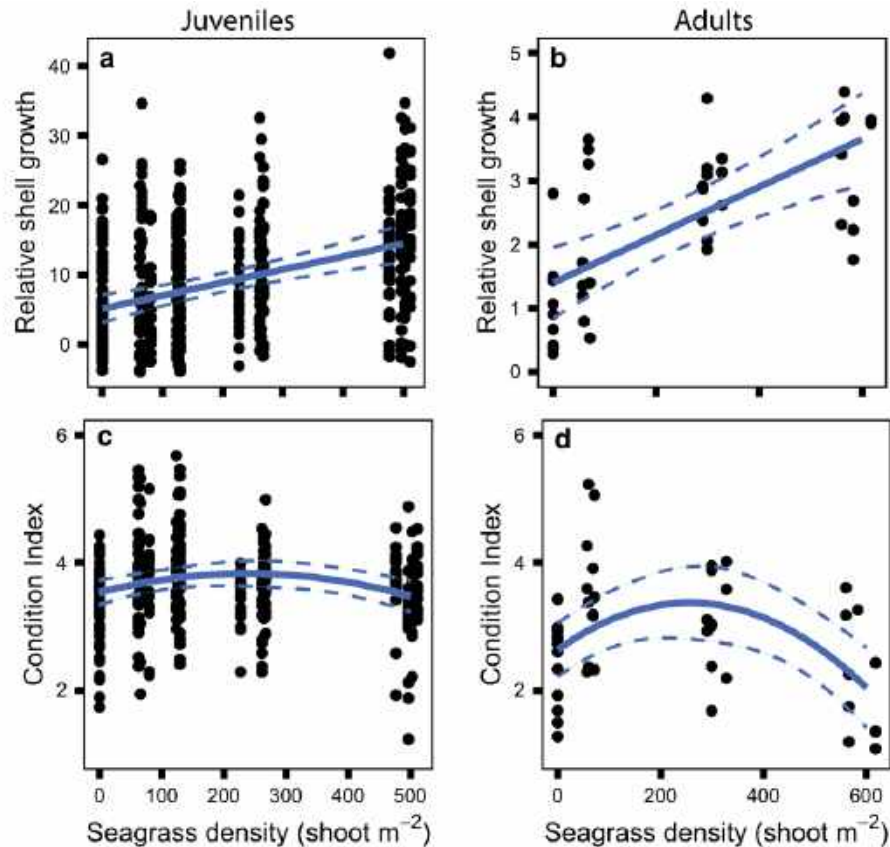 Juveniles
Adults
a
b
Relative shell growth
40
30
20
10
0
Relative shell growth
5
4
3
2
1
0
c
d
Condition Index
6
4
2
Condition Index
6
4
2
0 100 200 300 400 500
0 200 400 600
Seagrass density (shoot m⁻²)
Seagrass density (shoot m⁻²)